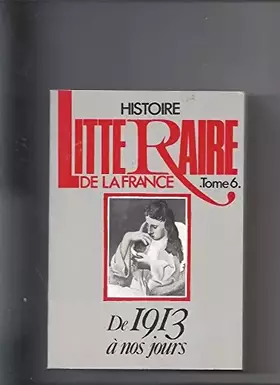 HISTOIRE
LITTERAIRE
DE LA FRANCE .Tome 6.
De 1913
à nos jours